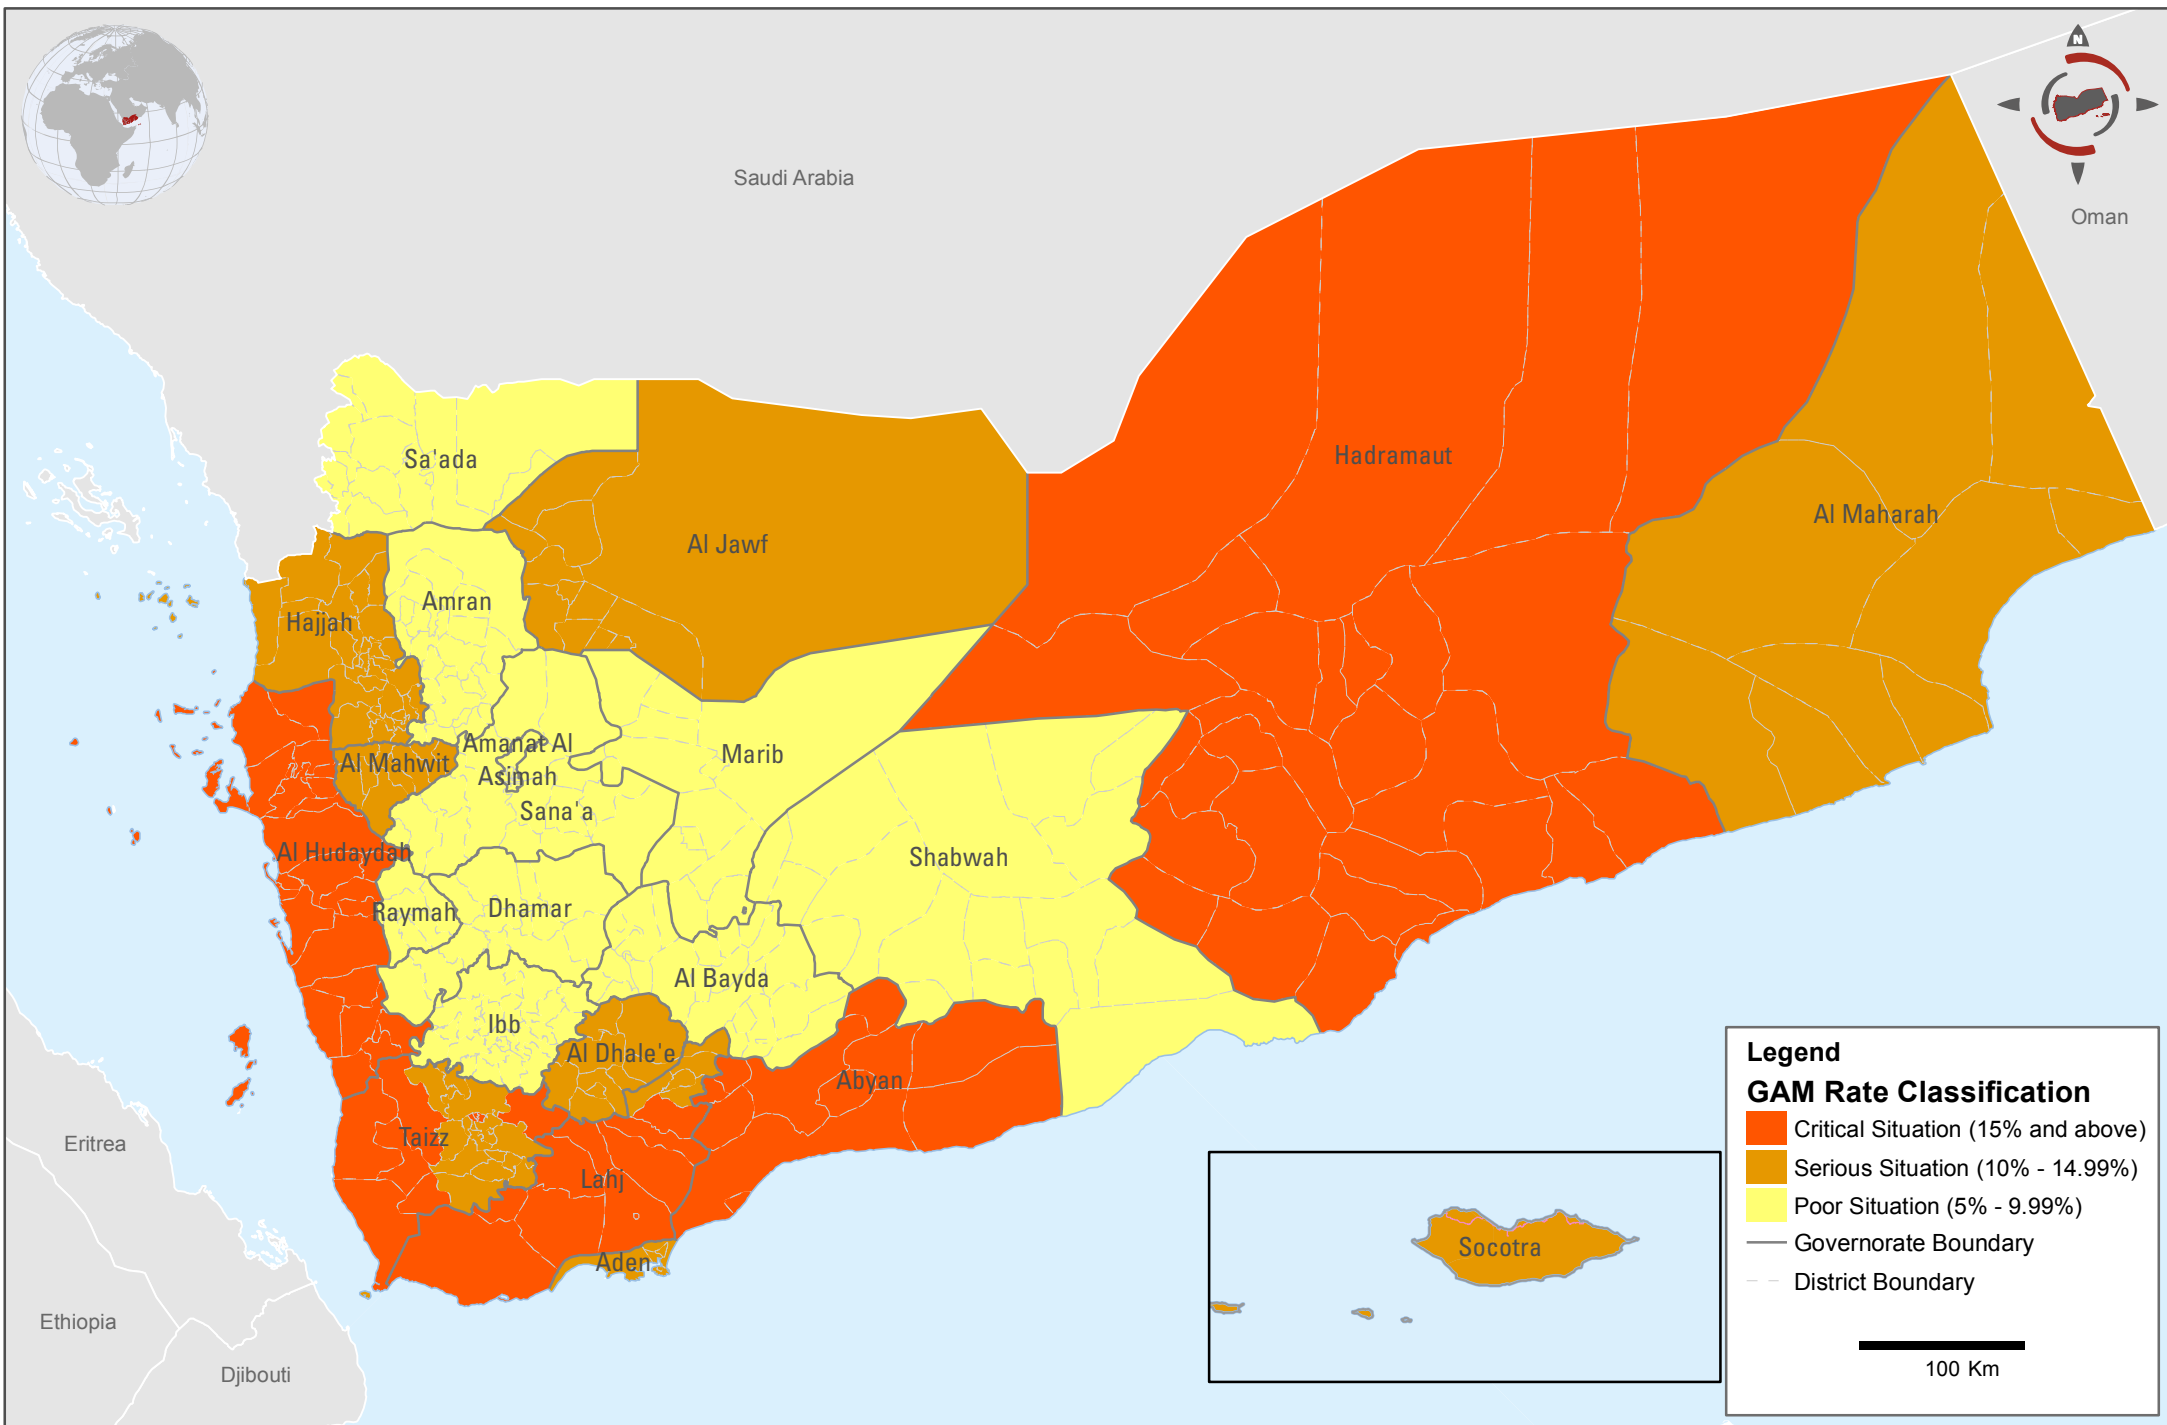 N
Saudi Arabia
Oman
Sa'ada
Hadramaut
Al Maharah
Al Jawf
Amran
Hajjah
Amanat Al
Asimah
Al Mahwit
Marib
Sana'a
Al Hudaydah
Shabwah
Raymah
Dhamar
Al Bayda
Ibb
Al Dhale'e
Abyan
Taizz
Lahj
Aden
Eritrea
Ethiopia
Djibouti
Socotra
Legend
GAM Rate Classification
Critical Situation (15% and above)
Serious Situation (10% - 14.99%)
Poor Situation (5% - 9.99%)
Governorate Boundary
District Boundary
100 Km